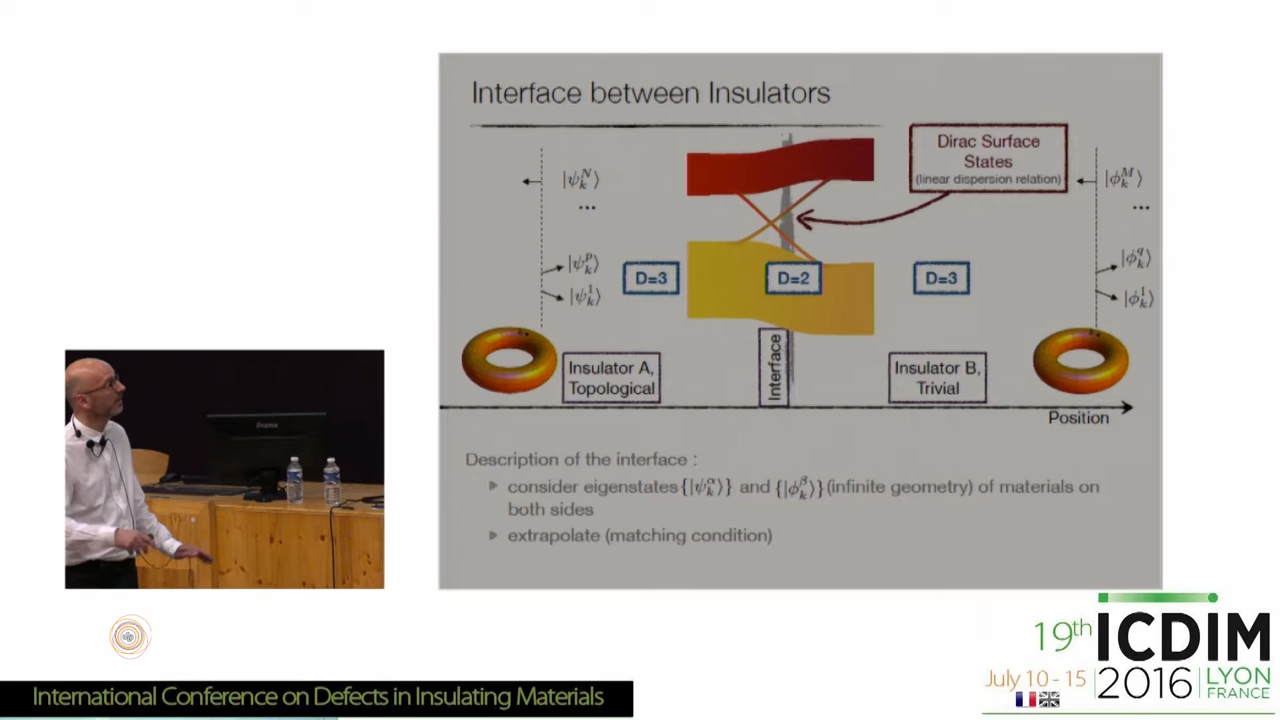 Interface between Insulators
Dirac Surface
States
(linear dispersion relation)
|ψ_k^N⟩
...
|ψ_k^p⟩
|ψ_k^1⟩
|ϕ_k^M⟩
...
|ϕ_k^q⟩
|ϕ_k^1⟩
D=3
D=2
D=3
Insulator A,
Topological
Interface
Insulator B,
Trivial
Position
Description of the interface :
consider eigenstates {|ψ_k^α⟩} and {|ϕ_k^β⟩} (infinite geometry) of materials on
both sides
extrapolate (matching condition)
19th ICDIM
July 10 - 15 2016 LYON
FRANCE
International Conference on Defects in Insulating Materials